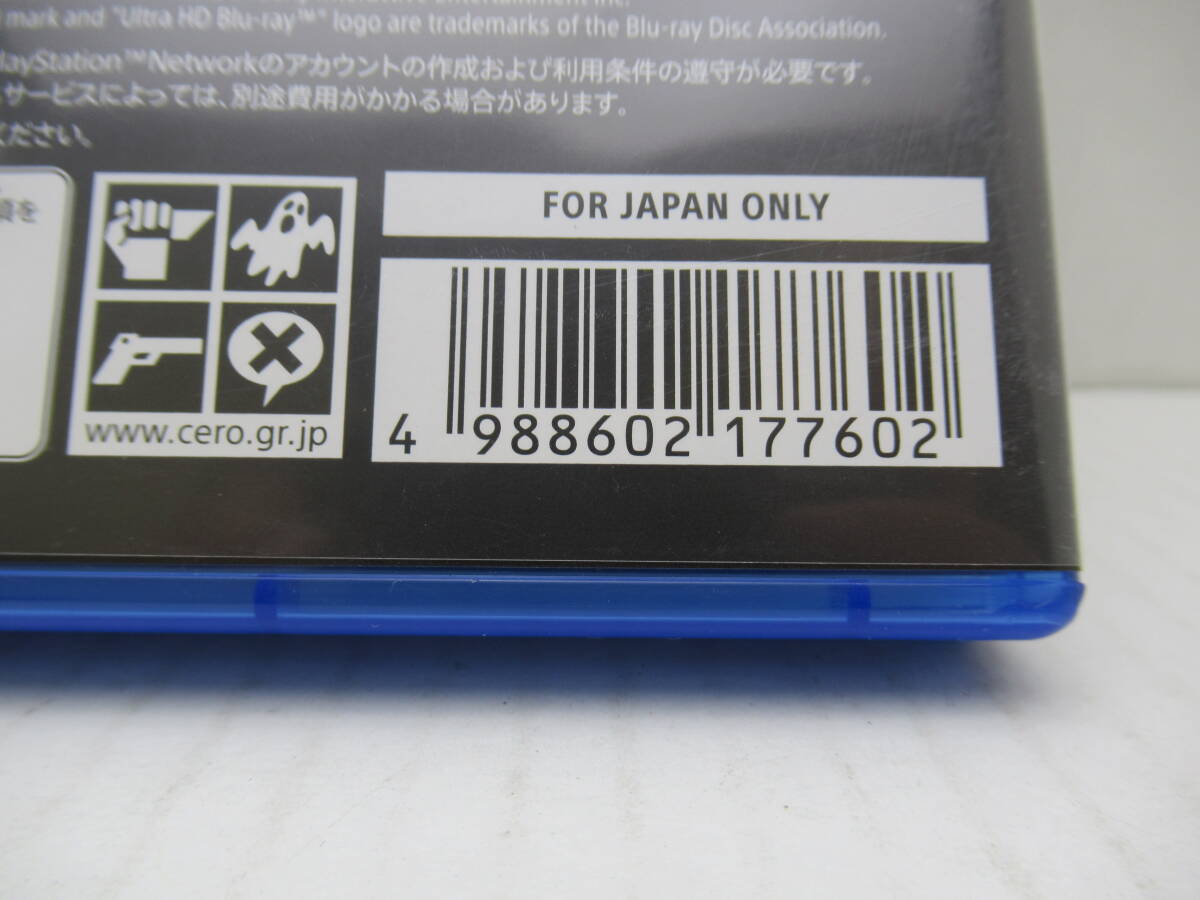 Interactive Entertainment Inc.
mark and "Ultra HD Blu-ray™" logo are trademarks of the Blu-ray Disc Association.
layStation™Networkのアカウントの作成および利用条件の遵守が必要です。
サービスによっては、別途費用がかかる場合があります。
ください。
を
FOR JAPAN ONLY
www.cero.gr.jp
4 988602 177602